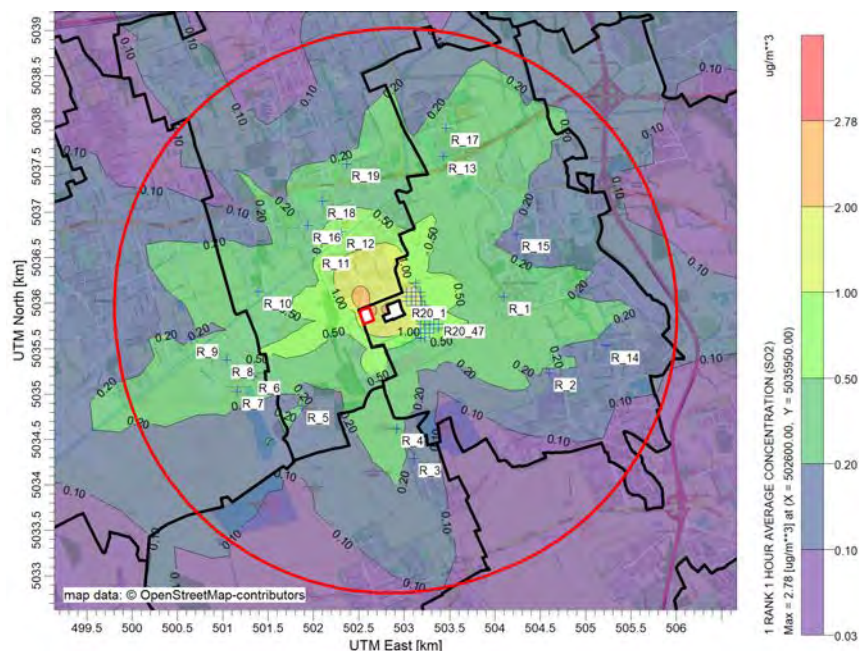 ug/m**3
2.78
2.00
1.00
0.50
0.20
0.10
0.03
1 RANK 1 HOUR AVERAGE CONCENTRATION (SO2)
Max = 2.78 [ug/m**3] at (X = 502600.00, Y = 5035950.00)
UTM North [km]
5039
5038.5
5038
5037.5
5037
5036.5
5036
5035.5
5035
5034.5
5034
5033.5
5033
R_17
R_13
R_19
R_18
R_16
R_12
R_11
R_15
R_10
R_1
R20_1
R20_47
R_9
R_8
R_14
R_6
R_2
R_7
R_5
R_4
R_3
0.10
0.20
0.50
1.00
map data: © OpenStreetMap-contributors
499.5 500 500.5 501 501.5 502 502.5 503 503.5 504 504.5 505 505.5 506
UTM East [km]